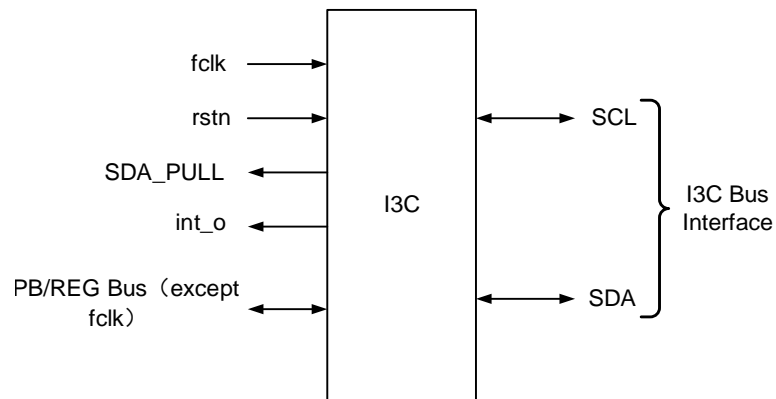 fclk
rstn
SDA_PULL
int_o
PB/REG Bus（except
fclk）
I3C
SCL
SDA
I3C Bus
Interface